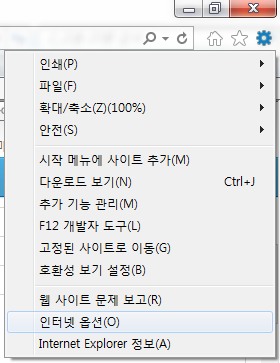 인쇄(P)
파일(F)
확대/축소(Z)(100%)
안전(S)
시작 메뉴에 사이트 추가(M)
다운로드 보기(N) Ctrl+J
추가 기능 관리(M)
F12 개발자 도구(L)
고정된 사이트로 이동(G)
호환성 보기 설정(B)
웹 사이트 문제 보고(R)
인터넷 옵션(O)
Internet Explorer 정보(A)